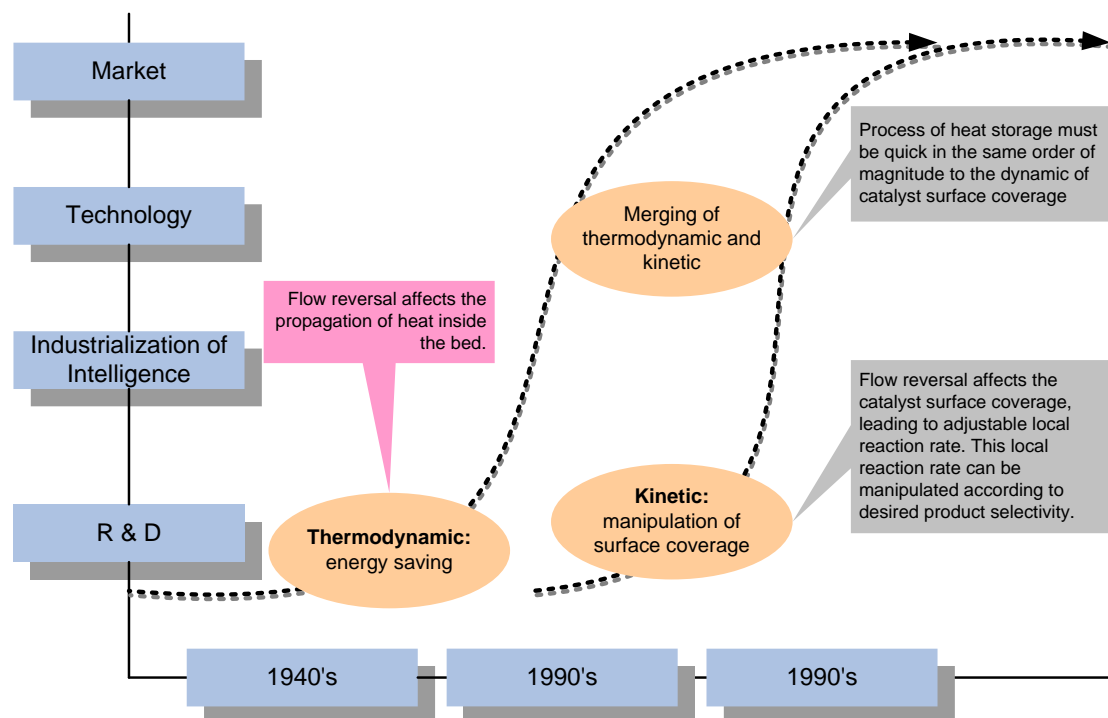 Market
Technology
Industrialization of
Intelligence
R & D
Flow reversal affects the
propagation of heat inside
the bed.
Thermodynamic:
energy saving
Merging of
thermodynamic and
kinetic
Kinetic:
manipulation of
surface coverage
Process of heat storage must
be quick in the same order of
magnitude to the dynamic of
catalyst surface coverage
Flow reversal affects the
catalyst surface coverage,
leading to adjustable local
reaction rate. This local
reaction rate can be
manipulated according to
desired product selectivity.
1940's
1990's
1990's